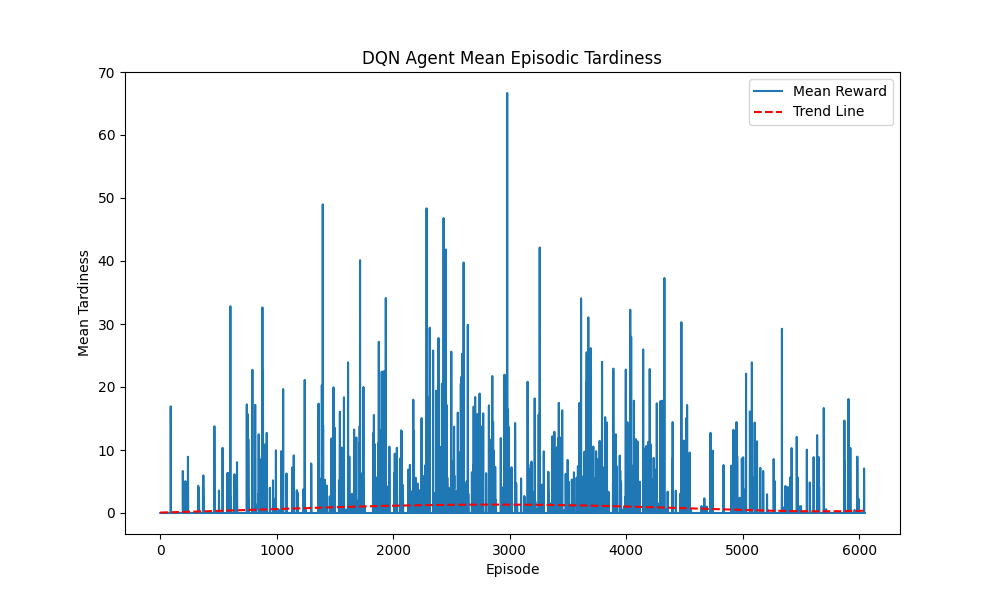 DQN Agent Mean Episodic Tardiness
Mean Reward
Trend Line
Mean Tardiness
70
60
50
40
30
20
10
0
0 1000 2000 3000 4000 5000 6000
Episode